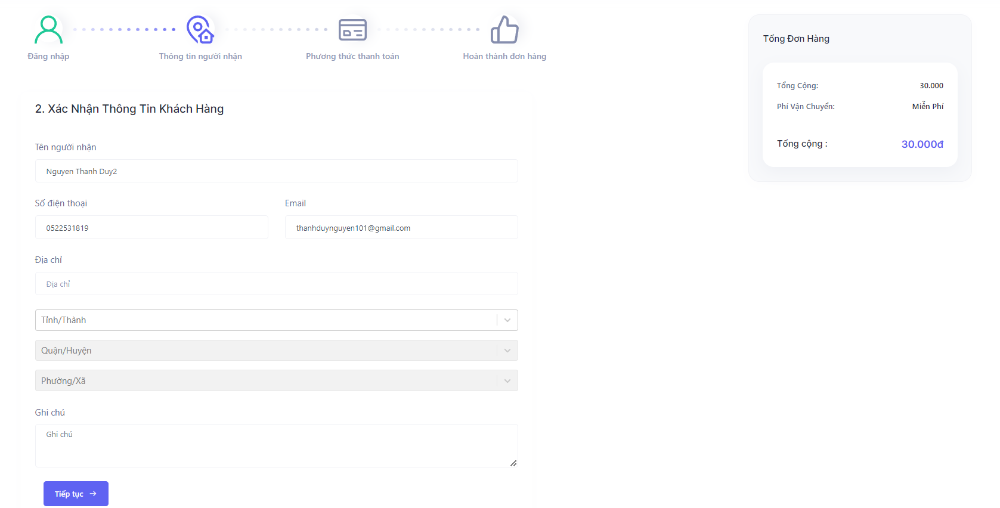 Đăng nhập
Thông tin người nhận
Phương thức thanh toán
Hoàn thành đơn hàng
2. Xác Nhận Thông Tin Khách Hàng
Tên người nhận
Nguyen Thanh Duy2
Số điện thoại
Email
0522531819
thanhduynguyen101@gmail.com
Địa chỉ
Địa chỉ
Tỉnh/Thành
Quận/Huyện
Phường/Xã
Ghi chú
Ghi chú
Tiếp tục
Tổng Đơn Hàng
Tổng Cộng: 30.000
Phí Vận Chuyển: Miễn Phí
Tổng cộng : 30.000đ